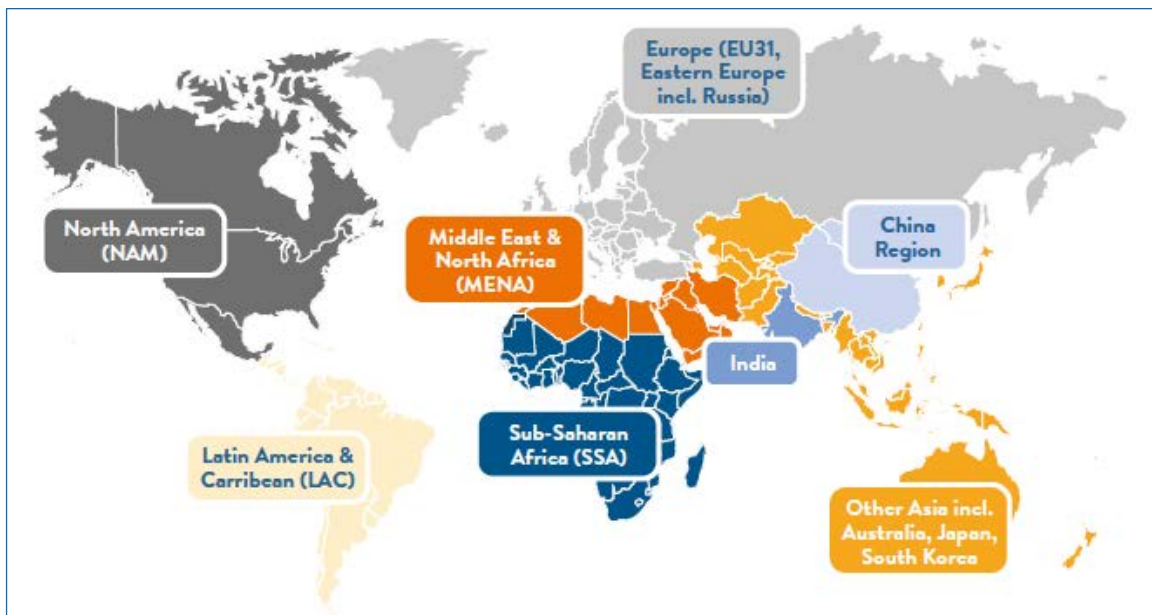 Europe (EU31,
Eastern Europe
incl. Russia)
North America
(NAM)
Middle East &
North Africa
(MENA)
China
Region
India
Sub-Saharan
Africa (SSA)
Latin America &
Carribean (LAC)
Other Asia incl.
Australia, Japan,
South Korea